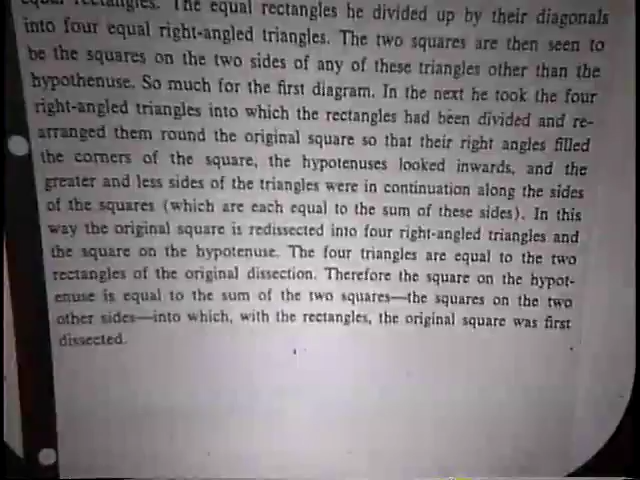 equal rectangles. The equal rectangles he divided up by their diagonals
into four equal right-angled triangles. The two squares are then seen to
be the squares on the two sides of any of these triangles other than the
hypothenuse. So much for the first diagram. In the next he took the four
right-angled triangles into which the rectangles had been divided and re-
arranged them round the original square so that their right angles filled
the corners of the square, the hypotenuses looked inwards, and the
greater and less sides of the triangles were in continuation along the sides
of the squares (which are each equal to the sum of these sides). In this
way the original square is redissected into four right-angled triangles and
the square on the hypotenuse. The four triangles are equal to the two
rectangles of the original dissection. Therefore the square on the hypot-
enuse is equal to the sum of the two squares—the squares on the two
other sides—into which, with the rectangles, the original square was first
dissected.